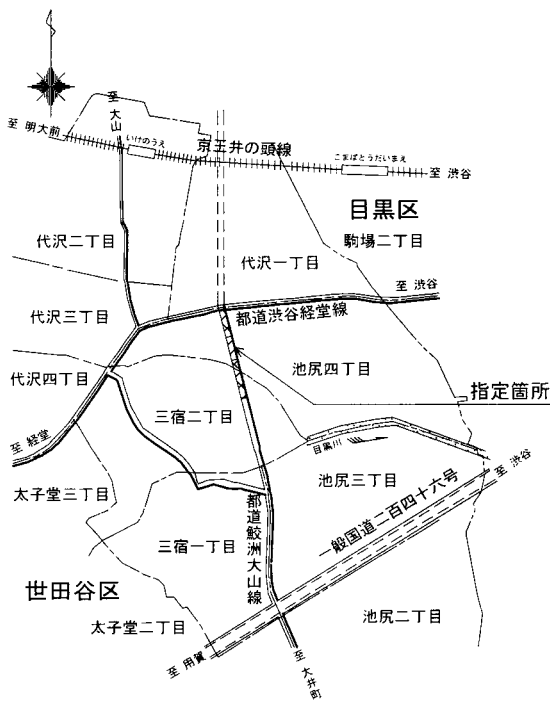 至 大山
至 明大前
いけのうえ
京王井の頭線
こまばとうだいまえ
至 渋谷
目黒区
駒場二丁目
代沢二丁目
代沢一丁目
至 渋谷
代沢三丁目
都道渋谷経堂線
代沢四丁目
池尻四丁目
指定箇所
三宿二丁目
至 経堂
目黒川
太子堂三丁目
池尻三丁目
至 渋谷
一般国道二百四十六号
都道鮫洲大山線
三宿一丁目
世田谷区
太子堂二丁目
池尻二丁目
至 用賀
至 大井町